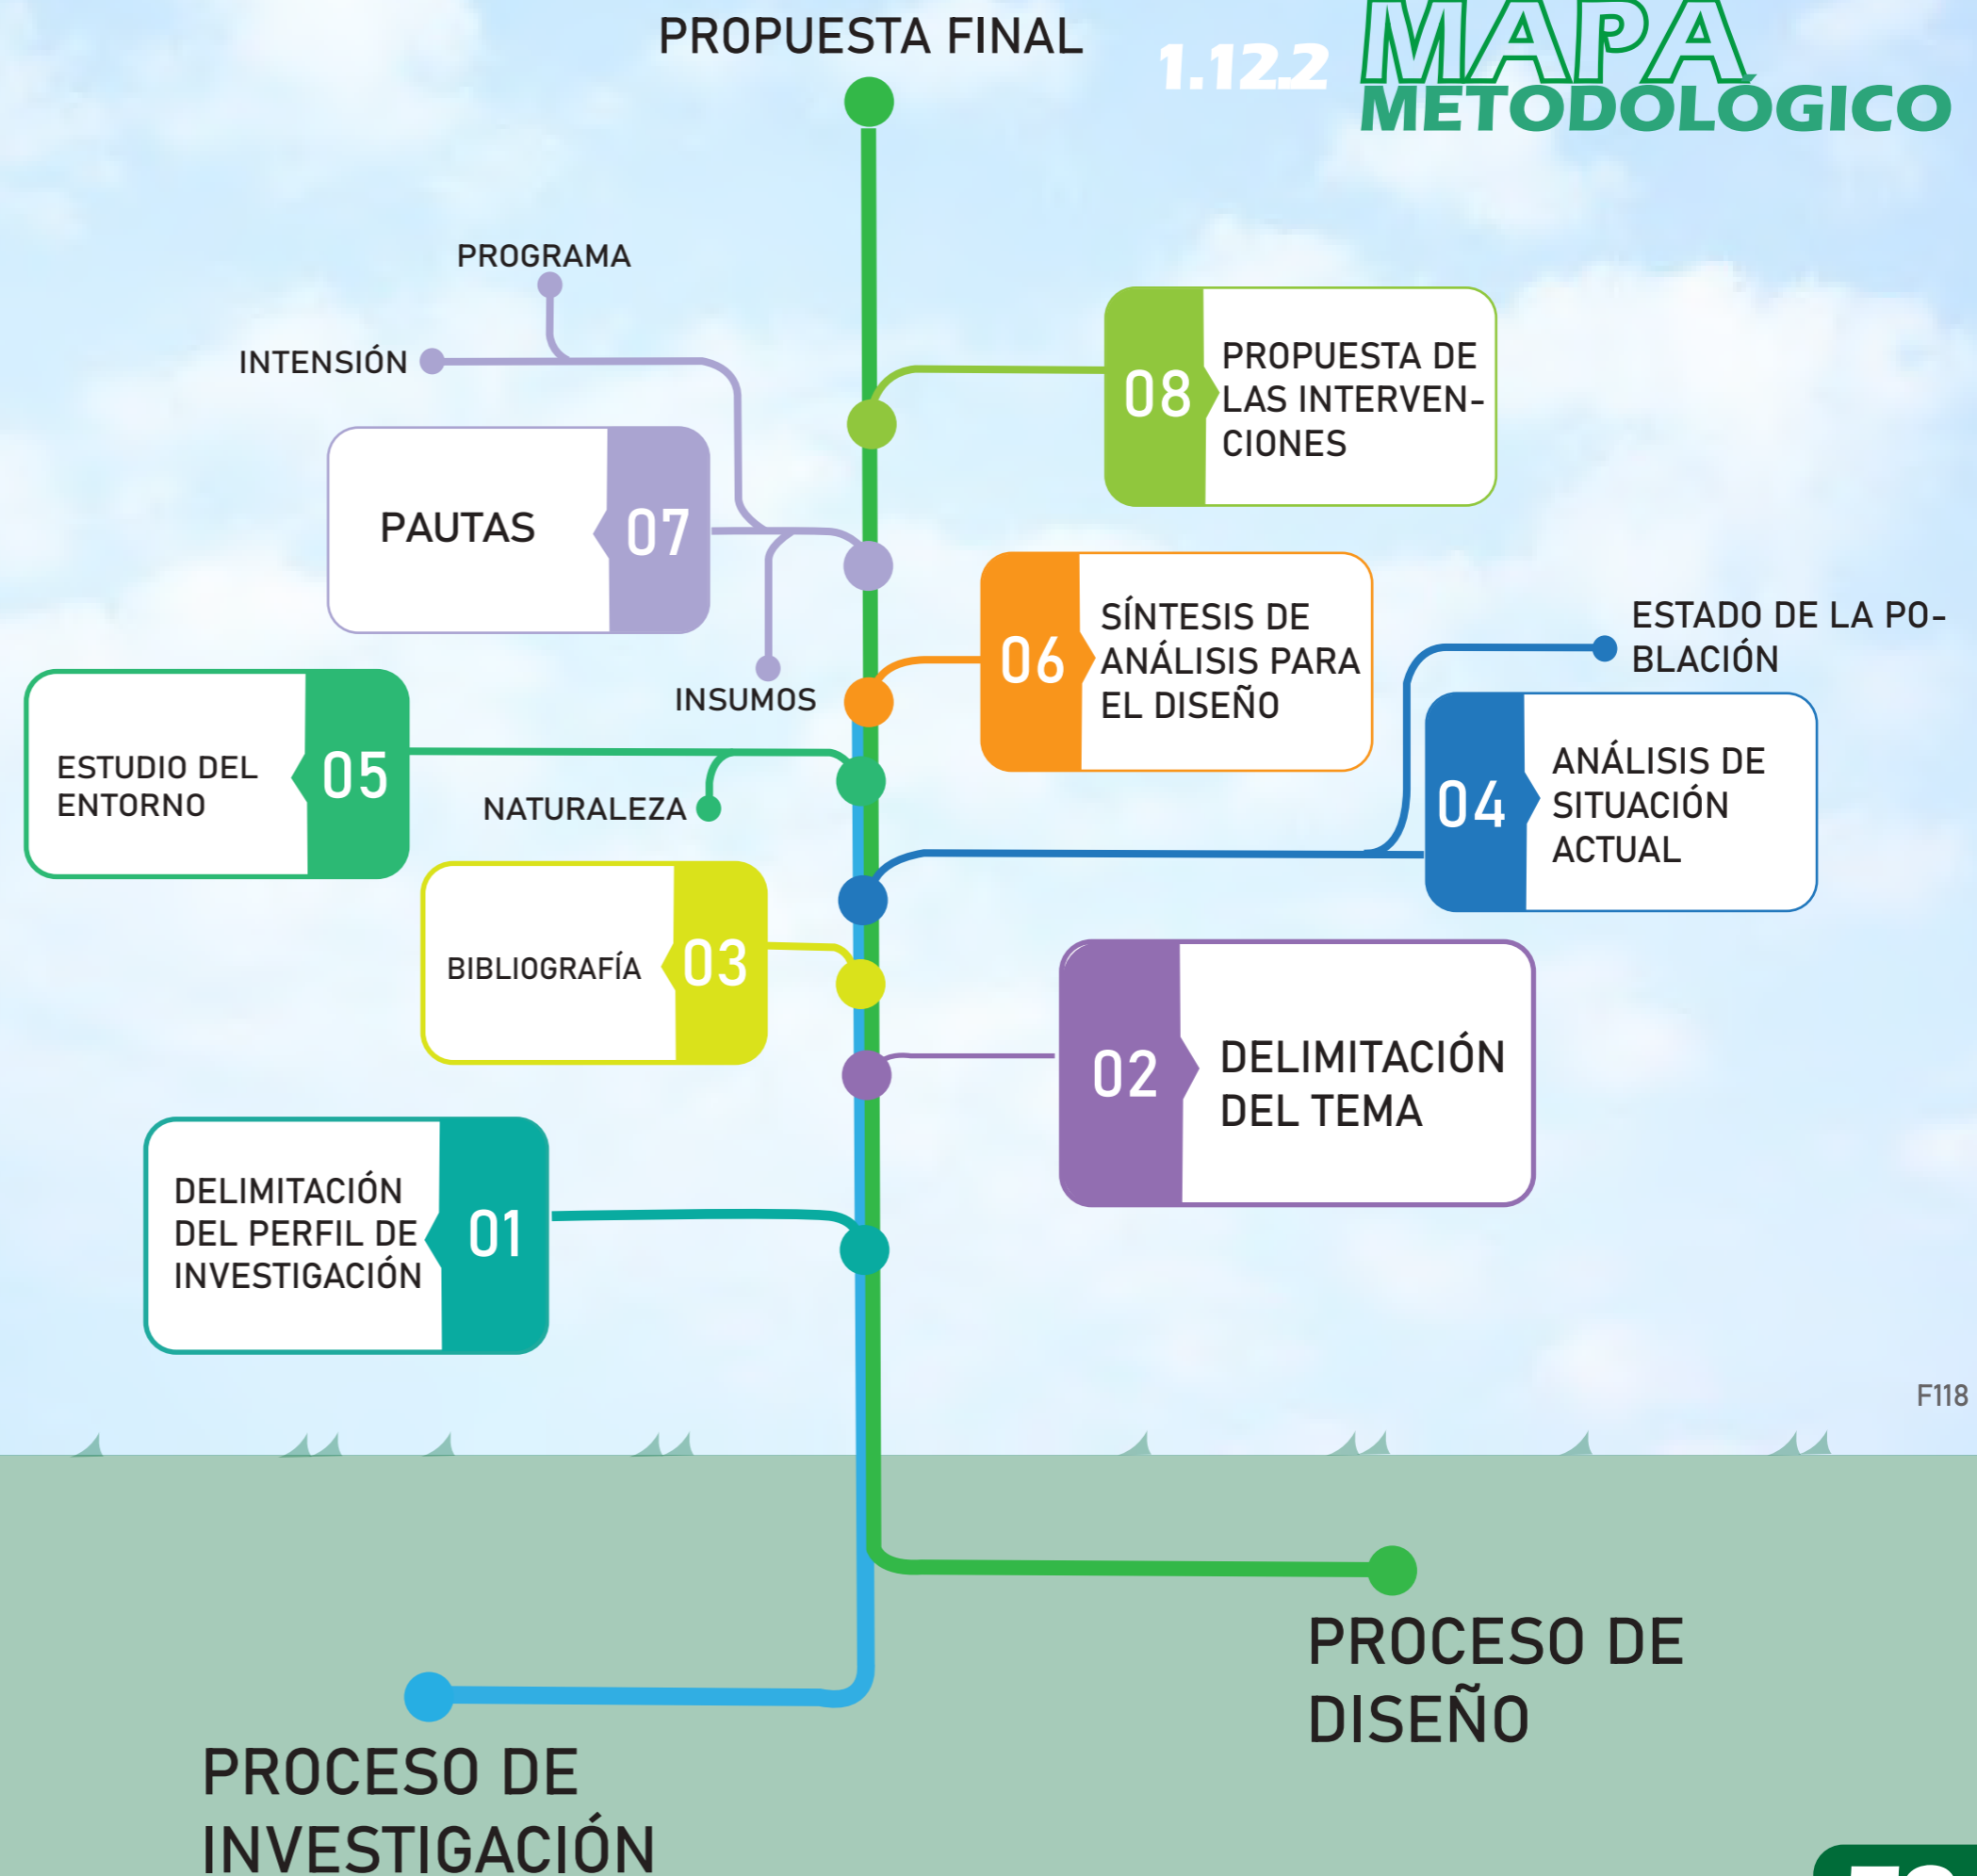 PROPUESTA FINAL
1.12.2
MAPA
METODOLÓGICO
PROGRAMA
INTENSIÓN
08
PROPUESTA DE
LAS INTERVEN-
CIONES
PAUTAS
07
INSUMOS
06
SÍNTESIS DE
ANÁLISIS PARA
EL DISEÑO
ESTADO DE LA PO-
BLACIÓN
ESTUDIO DEL
ENTORNO
05
NATURALEZA
04
ANÁLISIS DE
SITUACIÓN
ACTUAL
BIBLIOGRAFÍA
03
02
DELIMITACIÓN
DEL TEMA
DELIMITACIÓN
DEL PERFIL DE
INVESTIGACIÓN
01
F118
PROCESO DE
DISEÑO
PROCESO DE
INVESTIGACIÓN